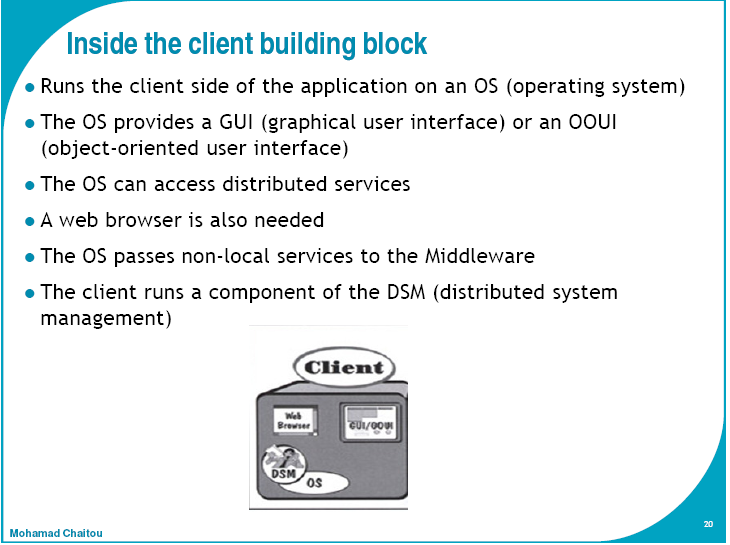 Inside the client building block
Runs the client side of the application on an OS (operating system)
The OS provides a GUI (graphical user interface) or an OOUI
(object-oriented user interface)
The OS can access distributed services
A web browser is also needed
The OS passes non-local services to the Middleware
The client runs a component of the DSM (distributed system
management)
Client
Web
Browser
GUI/OOUI
DSM
OS
20
Mohamad Chaitou